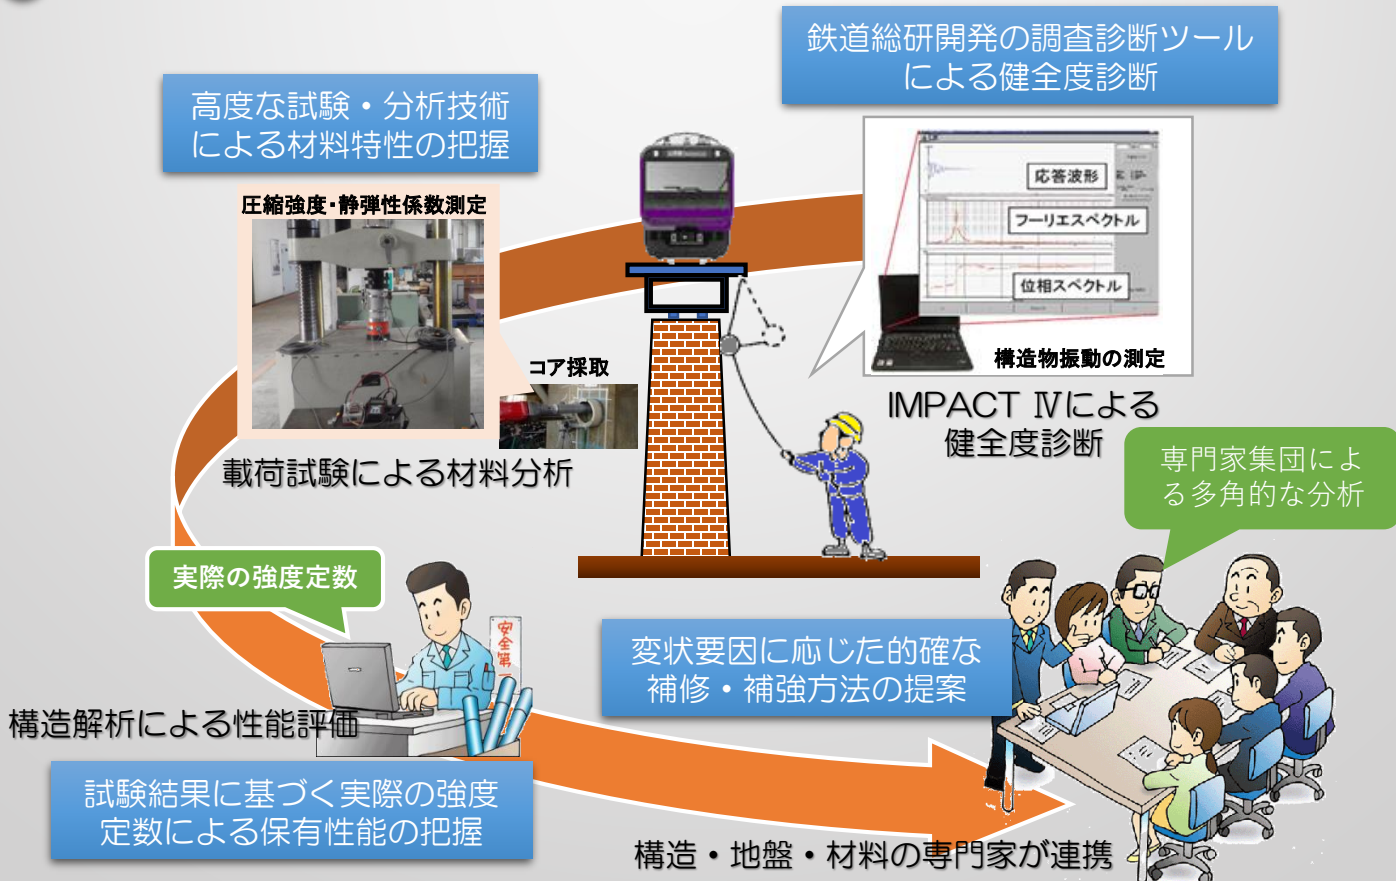 鉄道総研開発の調査診断ツール
による健全度診断
高度な試験・分析技術
による材料特性の把握
圧縮強度・静弾性係数測定
コア採取
載荷試験による材料分析
応答波形
フーリエスペクトル
位相スペクトル
構造物振動の測定
IMPACT Ⅳによる
健全度診断
専門家集団によ
る多角的な分析
実際の強度定数
安全第一
構造解析による性能評価
試験結果に基づく実際の強度
定数による保有性能の把握
変状要因に応じた的確な
補修・補強方法の提案
構造・地盤・材料の専門家が連携